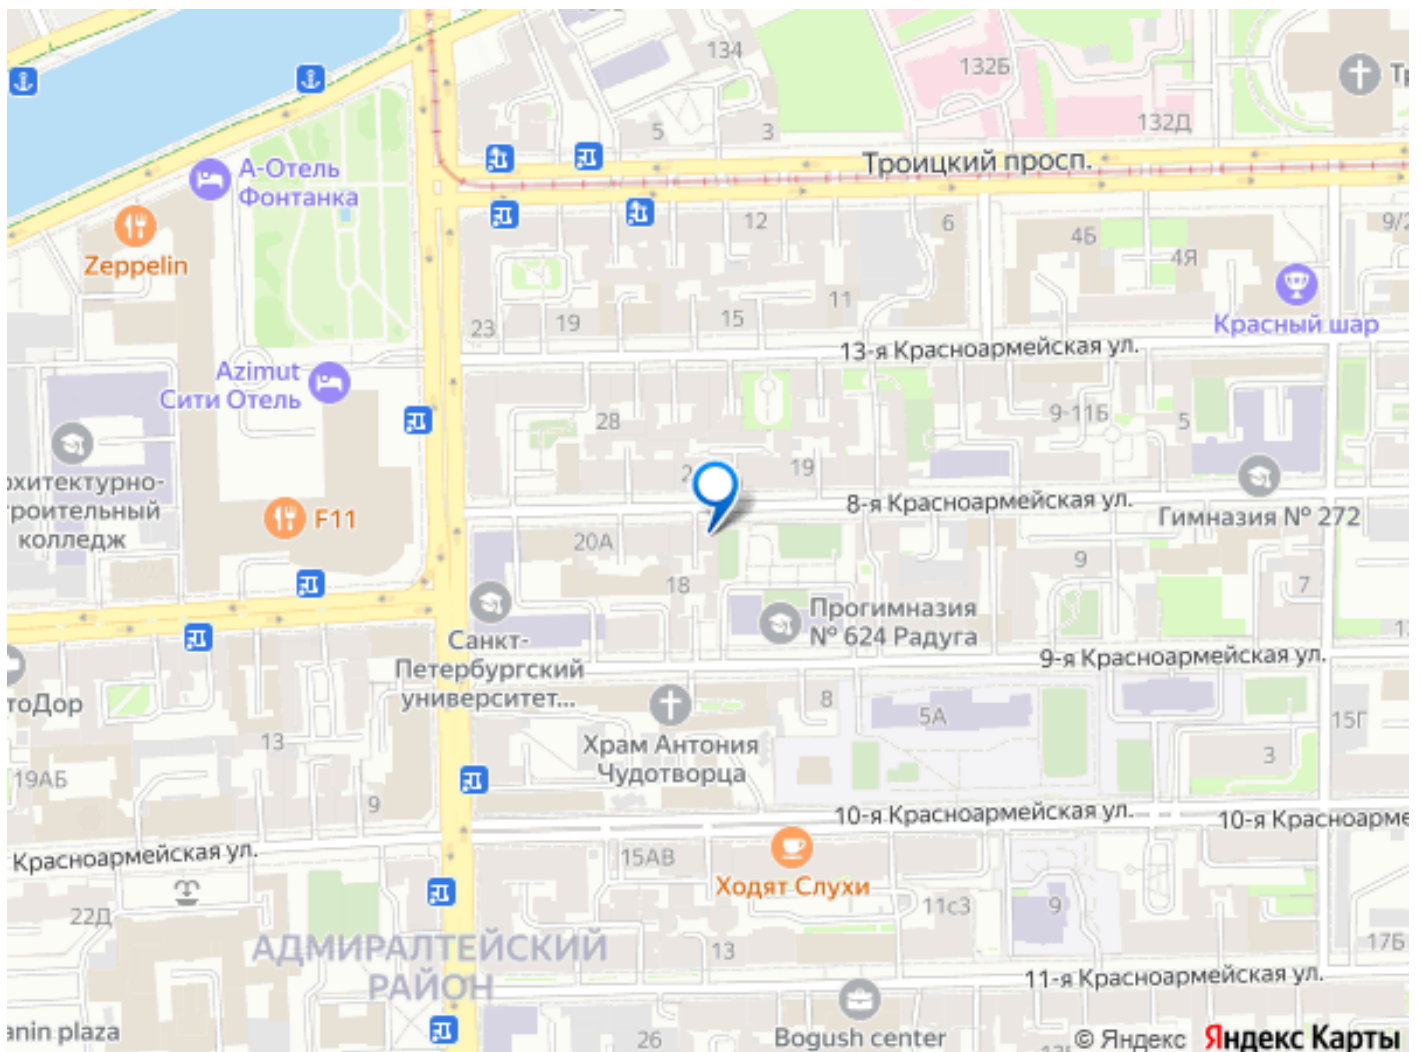 134
132Б
Тр
132Д
5
3
Троицкий просп.
А-Отель
Фонтанка
Zeppelin
12
6
4Б
4Я
9/2
11
23
19
15
Красный шар
13-я Красноармейская ул.
Azimut
Сити Отель
28
9-11Б
5
19
рхитектурно-
троительный
колледж
F11
8-я Красноармейская ул.
Гимназия № 272
20А
18
9
7
Прогимназия
№ 624 Радуга
Санкт-
Петербургский
университет...
9-я Красноармейская ул.
тоДор
8
5А
15Г
13
Храм Антония
Чудотворца
3
19АБ
9
10-я Красноармейская ул.
10-я Красноарме
Красноармейская ул.
15АВ
Ходят Слухи
22Д
11с3
9
АДМИРАЛТЕЙСКИЙ
РАЙОН
13
17Б
11-я Красноармейская ул.
anin plaza
26
Bogush center
© Яндекс Яндекс Карты